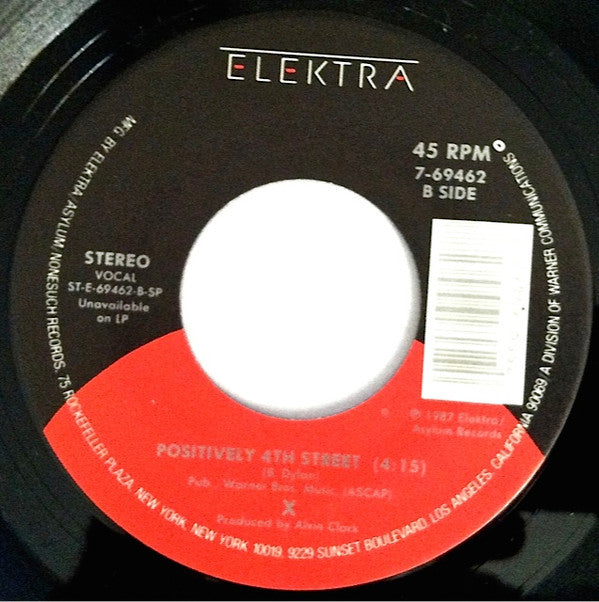 ELEKTRA
45 RPM
7-69462
B SIDE
STEREO
VOCAL
ST-E-69462-B-SP
Unavailable
on LP
℗ 1987 Elektra/
Asylum Records
POSITIVELY 4TH STREET (4:15)
(B. Dylan)
Pub. Warner Bros. Music. (ASCAP)
X
Produced by Alvin Clark
MFG. BY ELEKTRA/ASYLUM/NONESUCH RECORDS, 75 ROCKEFELLER PLAZA, NEW YORK, NEW YORK 10019. 9229 SUNSET BOULEVARD, LOS ANGELES, CALIFORNIA 90069/A DIVISION OF WARNER COMMUNICATIONS